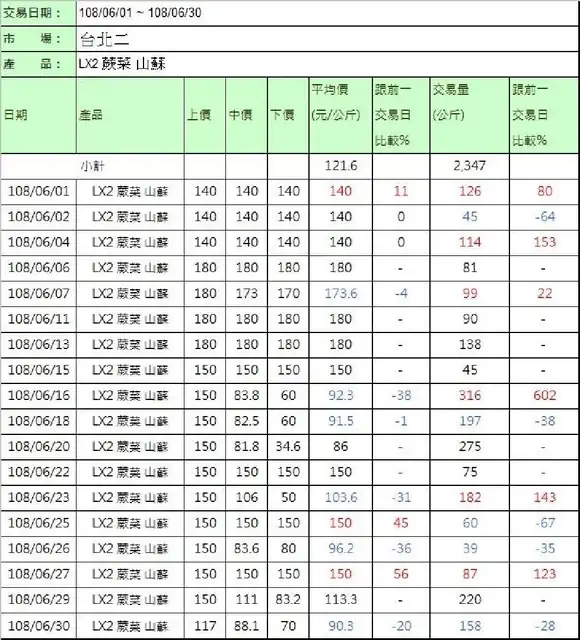 交易日期： 108/06/01 ~ 108/06/30
市 場： 台北二
產 品： LX2 蕨菜 山蘇
日期 產品 上價 中價 下價 平均價(元/公斤) 跟前一交易日比較% 交易量(公斤) 跟前一交易日比較%
小計 121.6 2,347
108/06/01 LX2 蕨菜 山蘇 140 140 140 140 11 126 80
108/06/02 LX2 蕨菜 山蘇 140 140 140 140 0 45 -64
108/06/04 LX2 蕨菜 山蘇 140 140 140 140 0 114 153
108/06/06 LX2 蕨菜 山蘇 180 180 180 180 - 81 -
108/06/07 LX2 蕨菜 山蘇 180 173 170 173.6 -4 99 22
108/06/11 LX2 蕨菜 山蘇 180 180 180 180 - 90 -
108/06/13 LX2 蕨菜 山蘇 180 180 180 180 - 138 -
108/06/15 LX2 蕨菜 山蘇 150 150 150 150 - 45 -
108/06/16 LX2 蕨菜 山蘇 150 83.8 60 92.3 -38 316 602
108/06/18 LX2 蕨菜 山蘇 150 82.5 60 91.5 -1 197 -38
108/06/20 LX2 蕨菜 山蘇 150 81.8 34.6 86 - 275 -
108/06/22 LX2 蕨菜 山蘇 150 150 150 150 - 75 -
108/06/23 LX2 蕨菜 山蘇 150 106 50 103.6 -31 182 143
108/06/25 LX2 蕨菜 山蘇 150 150 150 150 45 60 -67
108/06/26 LX2 蕨菜 山蘇 150 83.6 80 96.2 -36 39 -35
108/06/27 LX2 蕨菜 山蘇 150 150 150 150 56 87 123
108/06/29 LX2 蕨菜 山蘇 150 111 83.2 113.3 - 220 -
108/06/30 LX2 蕨菜 山蘇 117 88.1 70 90.3 -20 158 -28